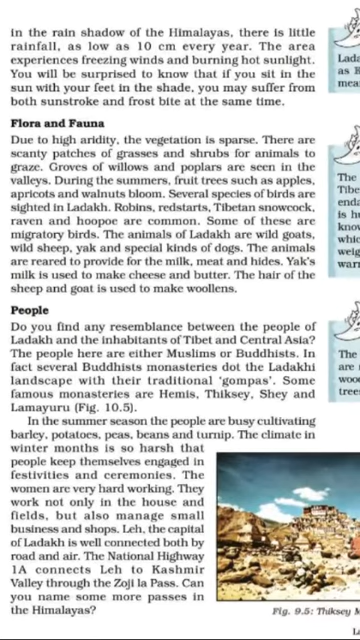 in the rain shadow of the Himalayas, there is little
rainfall, as low as 10 cm every year. The area
experiences freezing winds and burning hot sunlight.
You will be surprised to know that if you sit in the
sun with your feet in the shade, you may suffer from
both sunstroke and frost bite at the same time.
Flora and Fauna
Due to high aridity, the vegetation is sparse. There are
scanty patches of grasses and shrubs for animals to
graze. Groves of willows and poplars are seen in the
valleys. During the summers, fruit trees such as apples,
apricots and walnuts bloom. Several species of birds are
sighted in Ladakh. Robins, redstarts, Tibetan snowcock,
raven and hoopoe are common. Some of these are
migratory birds. The animals of Ladakh are wild goats,
wild sheep, yak and special kinds of dogs. The animals
are reared to provide for the milk, meat and hides. Yak's
milk is used to make cheese and butter. The hair of the
sheep and goat is used to make woollens.
People
Do you find any resemblance between the people of
Ladakh and the inhabitants of Tibet and Central Asia?
The people here are either Muslims or Buddhists. In
fact several Buddhists monasteries dot the Ladakhi
landscape with their traditional 'gompas'. Some
famous monasteries are Hemis, Thiksey, Shey and
Lamayuru (Fig. 10.5).
In the summer season the people are busy cultivating
barley, potatoes, peas, beans and turnip. The climate in
winter months is so harsh that
people keep themselves engaged in
festivities and ceremonies. The
women are very hard working. They
work not only in the house and
fields, but also manage small
business and shops. Leh, the capital
of Ladakh is well connected both by
road and air. The National Highway
1A connects Leh to Kashmir
Valley through the Zoji la Pass. Can
you name some more passes in
the Himalayas?
Fig. 9.5: Thiksey M
Lada
as K
mea
The
Tibe
enda
is hu
know
whic
weig
warr
The
are
wood
tree